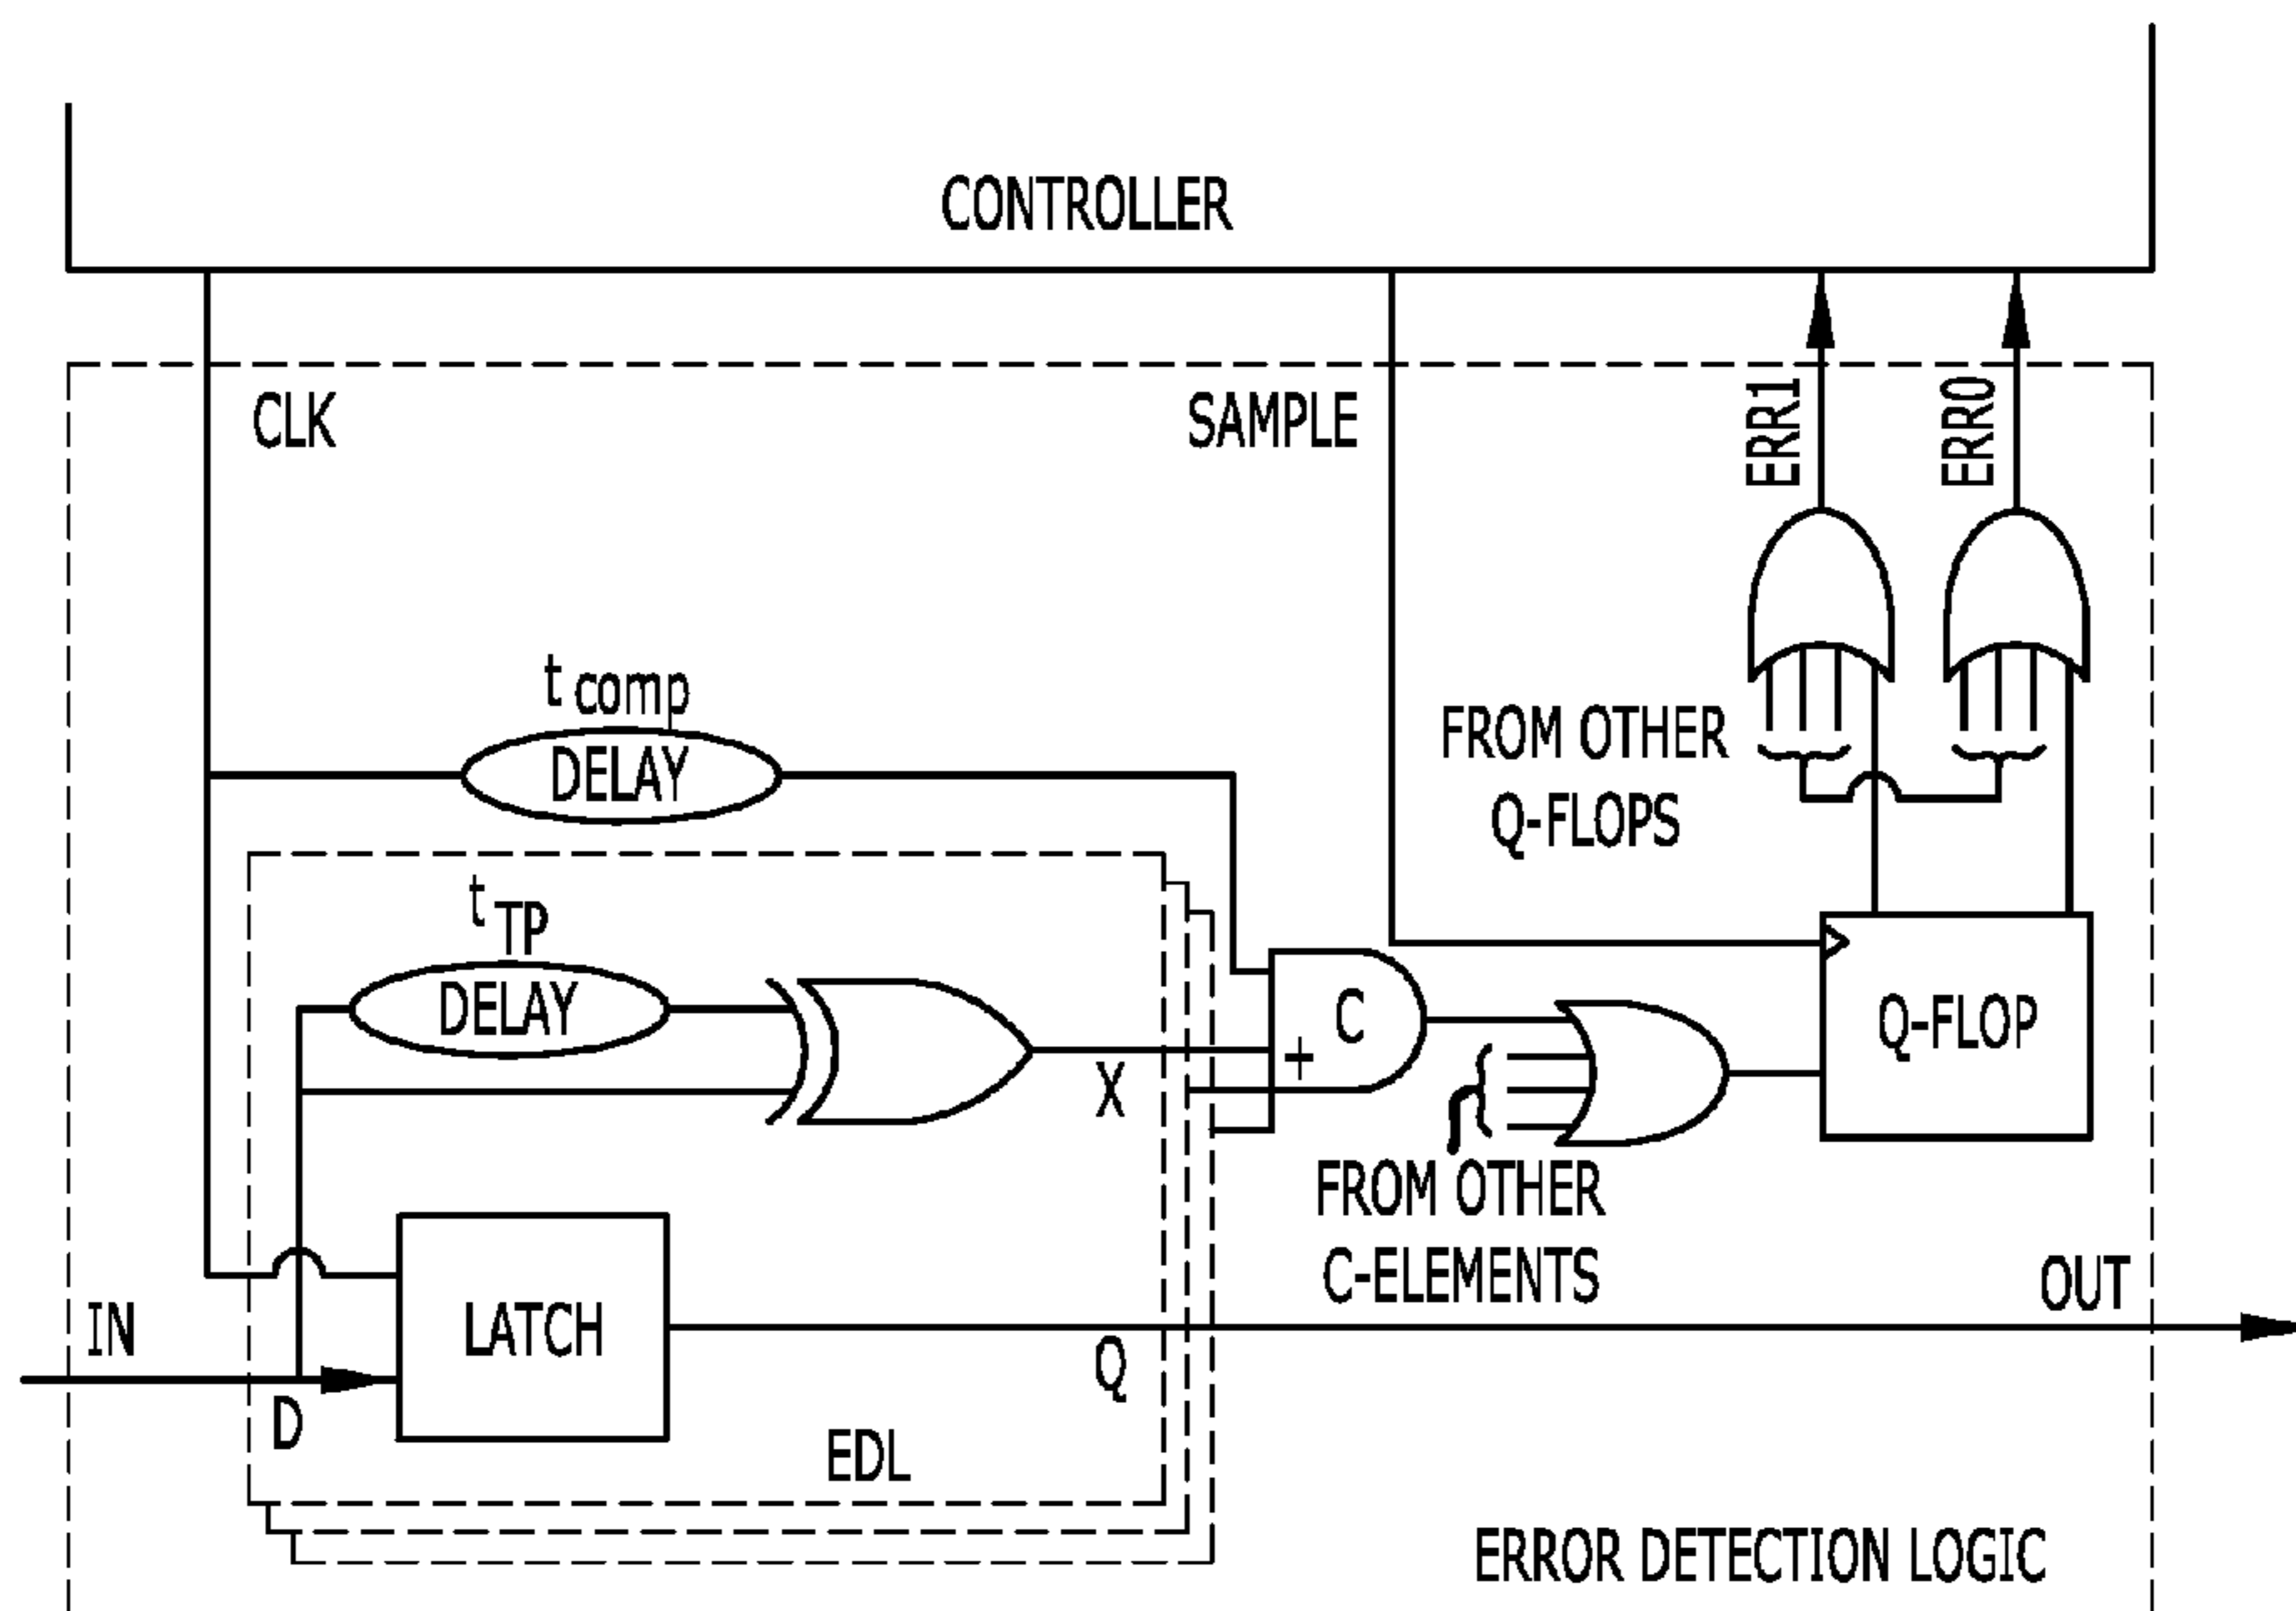 CONTROLLER
CLK
SAMPLE
ERR1
ERR0
t comp
DELAY
FROM OTHER
Q-FLOPS
t TP
DELAY
C
+
X
Q-FLOP
FROM OTHER
C-ELEMENTS
IN
D
LATCH
Q
OUT
EDL
ERROR DETECTION LOGIC